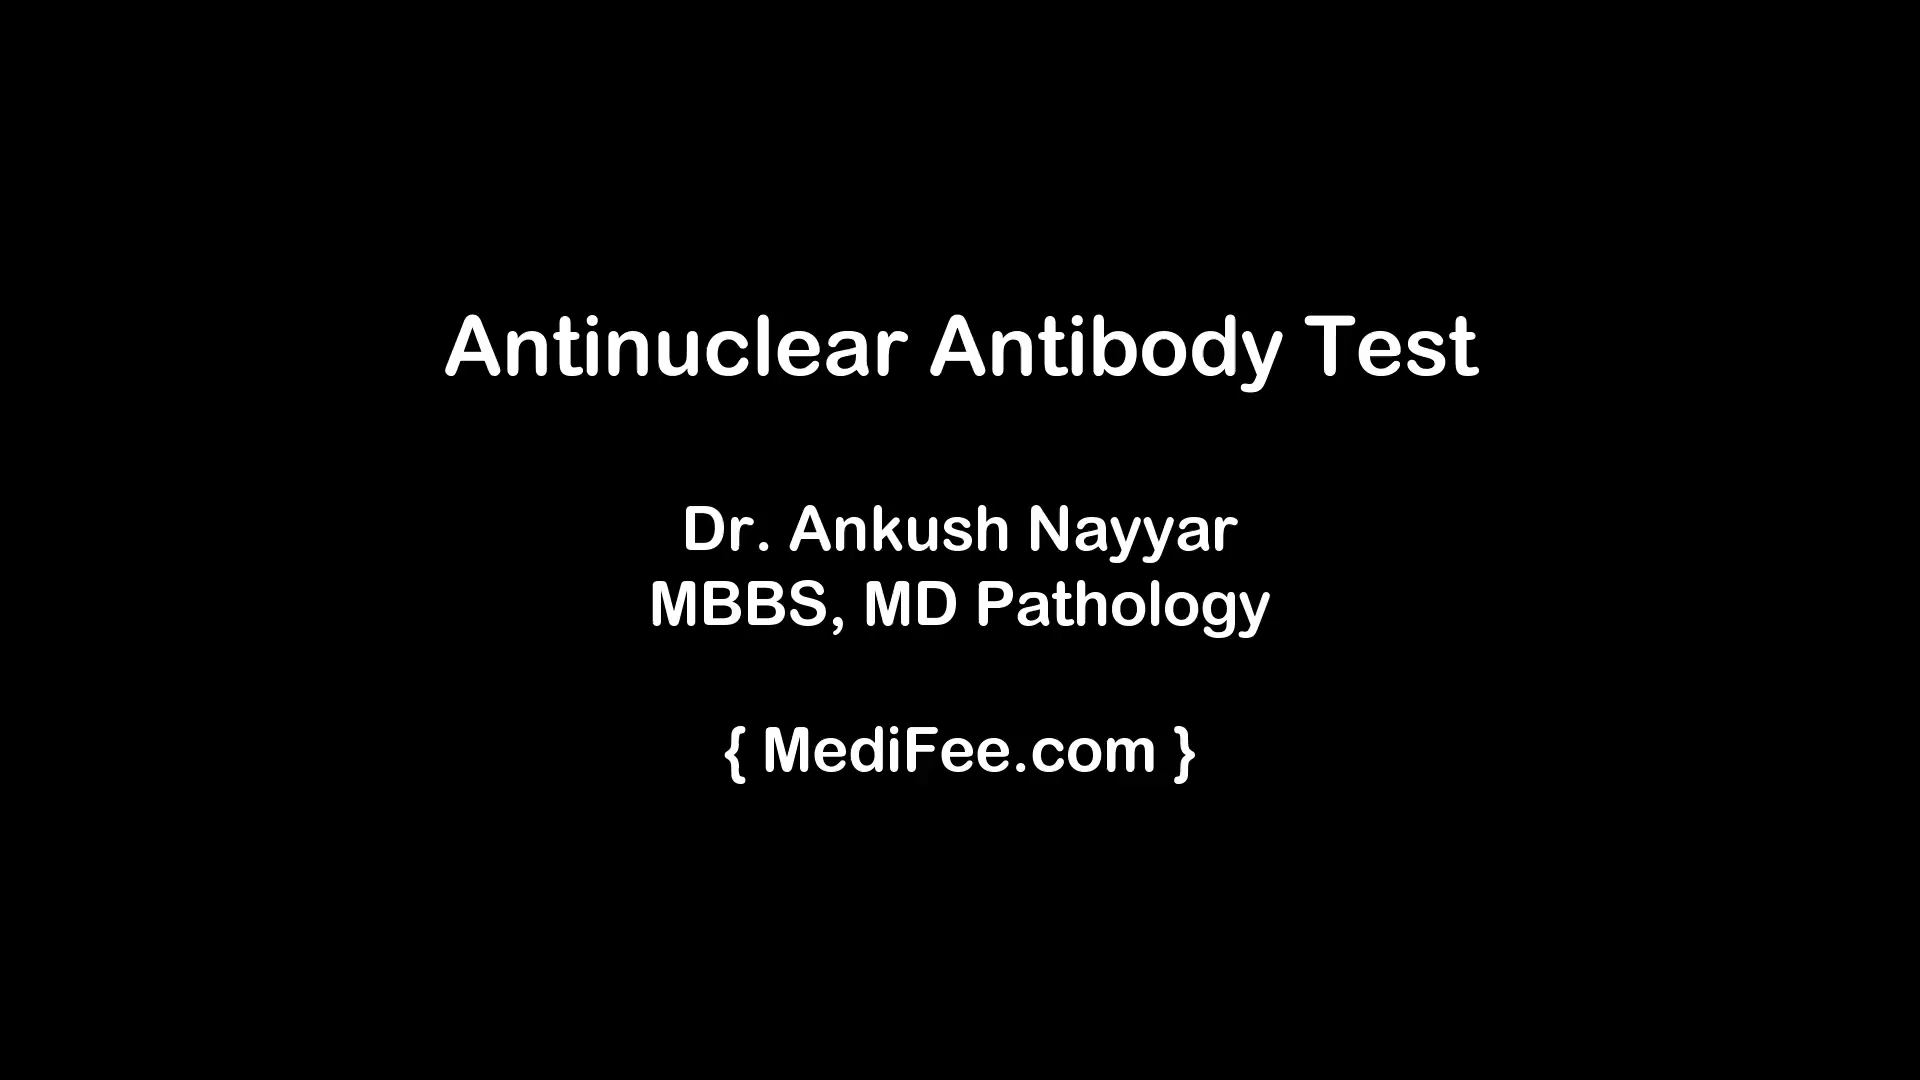 Antinuclear Antibody Test
Dr. Ankush Nayyar
MBBS, MD Pathology
{ MediFee.com }